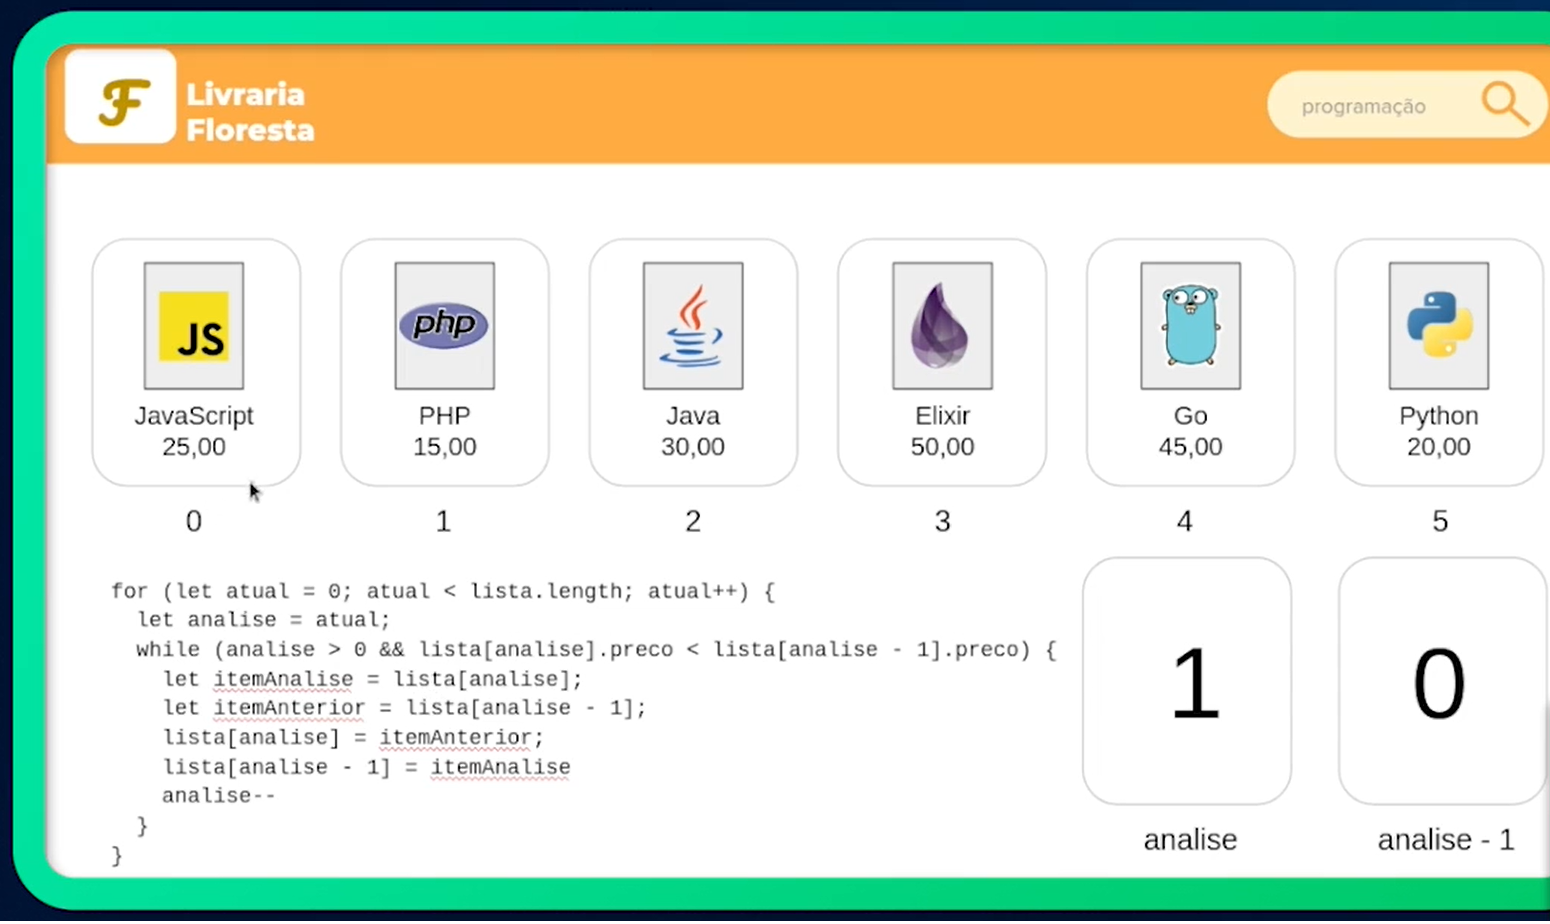 F
Livraria
Floresta
programação
JS
php
JavaScript
25,00
PHP
15,00
Java
30,00
Elixir
50,00
Go
45,00
Python
20,00
0
1
2
3
4
5
for (let atual = 0; atual < lista.length; atual++) {
let analise = atual;
while (analise > 0 && lista[analise].preco < lista[analise - 1].preco) {
let itemAnalise = lista[analise];
let itemAnterior = lista[analise - 1];
lista[analise] = itemAnterior;
lista[analise - 1] = itemAnalise
analise--
}
}
1
analise
0
analise - 1